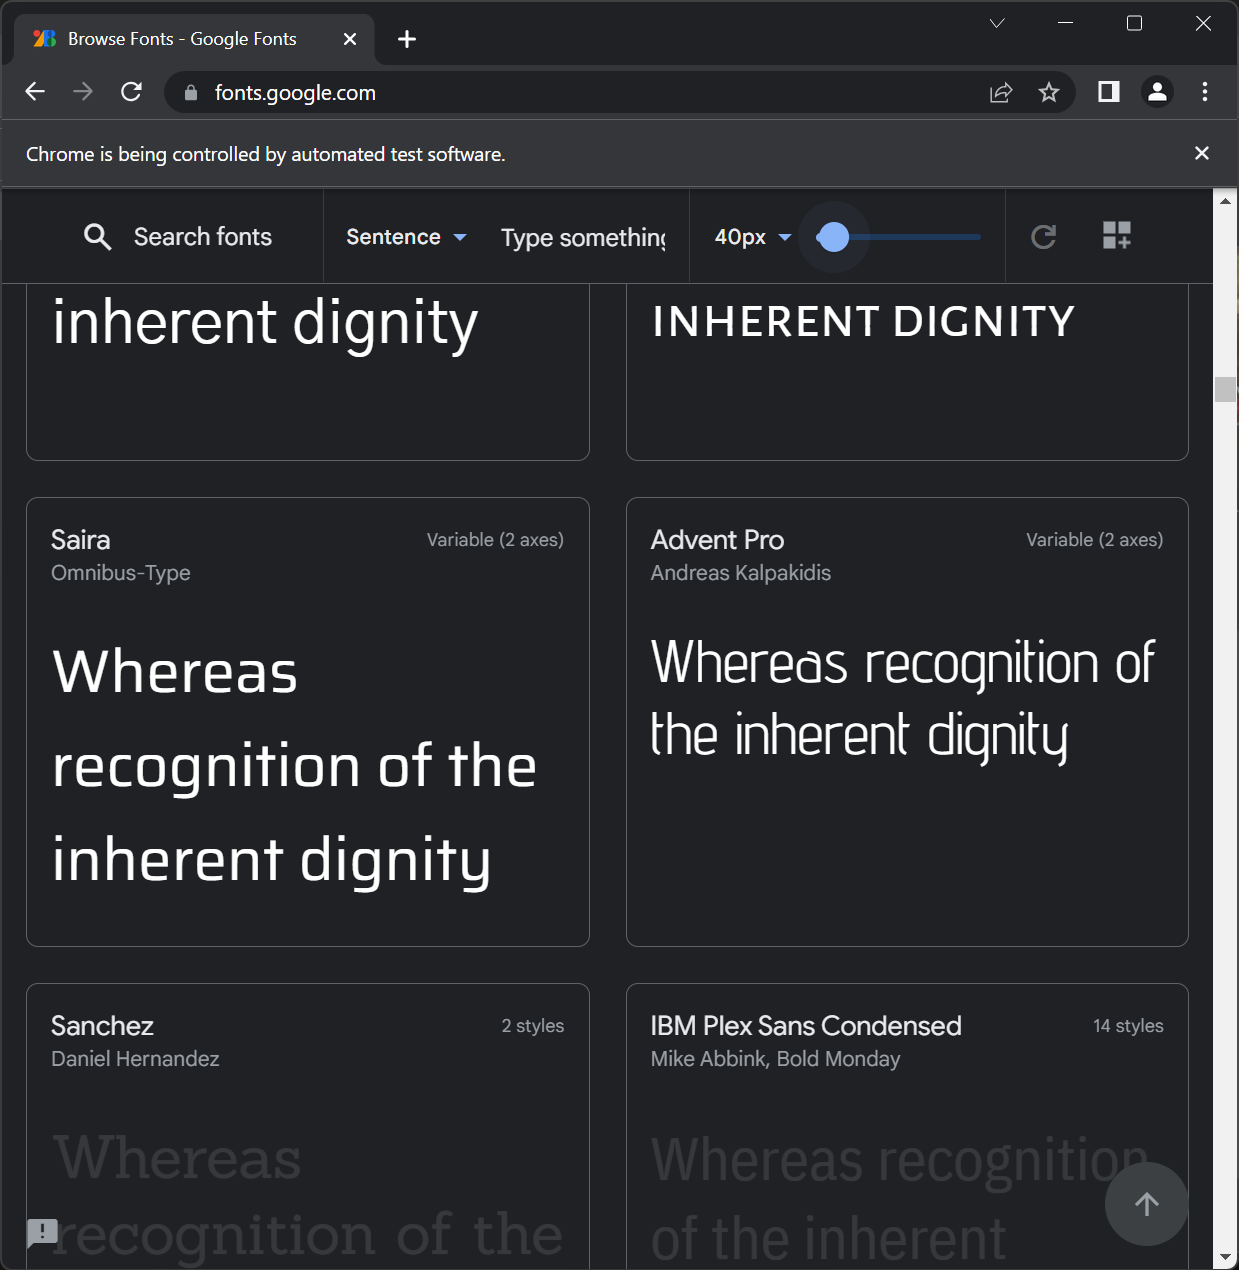 Browse Fonts - Google Fonts
fonts.google.com
Chrome is being controlled by automated test software.
Search fonts
Sentence
Type something
40px
inherent dignity
INHERENT DIGNITY
Saira
Variable (2 axes)
Omnibus-Type
Whereas
recognition of the
inherent dignity
Advent Pro
Variable (2 axes)
Andreas Kalpakidis
Whereas recognition of
the inherent dignity
Sanchez
2 styles
Daniel Hernandez
Whereas
recognition of the
IBM Plex Sans Condensed
14 styles
Mike Abbink, Bold Monday
Whereas recognition
of the inherent